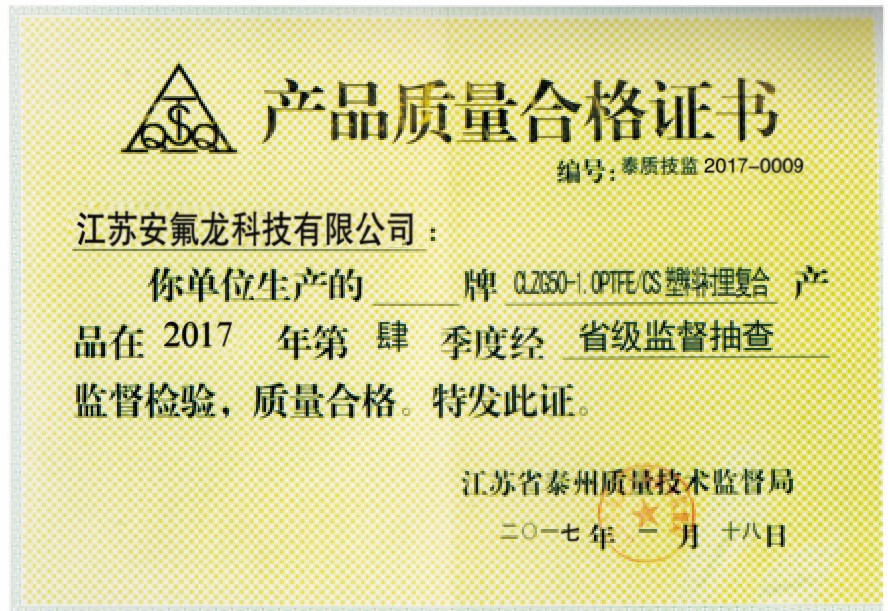 TSQQ
产品质量合格证书
编号：泰质技监 2017-0009
江苏安氟龙科技有限公司：
你单位生产的 牌 CLZG50-1.0PTFE/CS 塑料衬里复合 产
品在 2017 年第 肆 季度经 省级监督抽查
监督检验，质量合格。特发此证。
江苏省泰州质量技术监督局
二〇一七 年 一 月 十八日